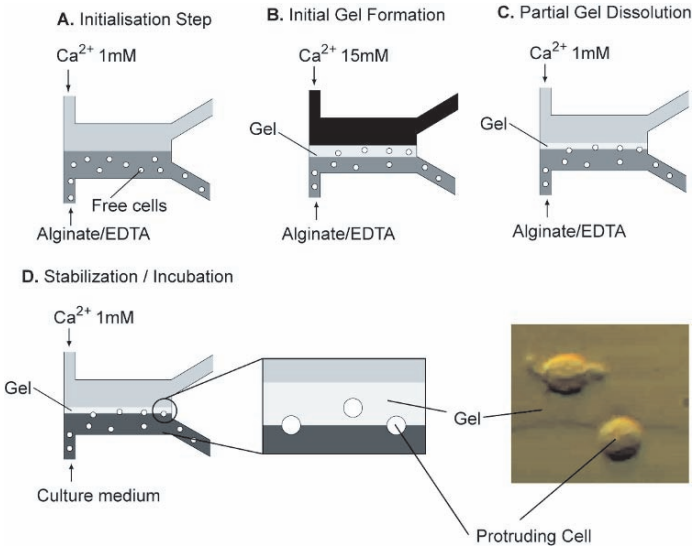 A. Initialisation Step
Ca²⁺ 1mM
Free cells
Alginate/EDTA
B. Initial Gel Formation
Ca²⁺ 15mM
Gel
Alginate/EDTA
C. Partial Gel Dissolution
Ca²⁺ 1mM
Gel
Alginate/EDTA
D. Stabilization / Incubation
Ca²⁺ 1mM
Gel
Culture medium
Gel
Protruding Cell